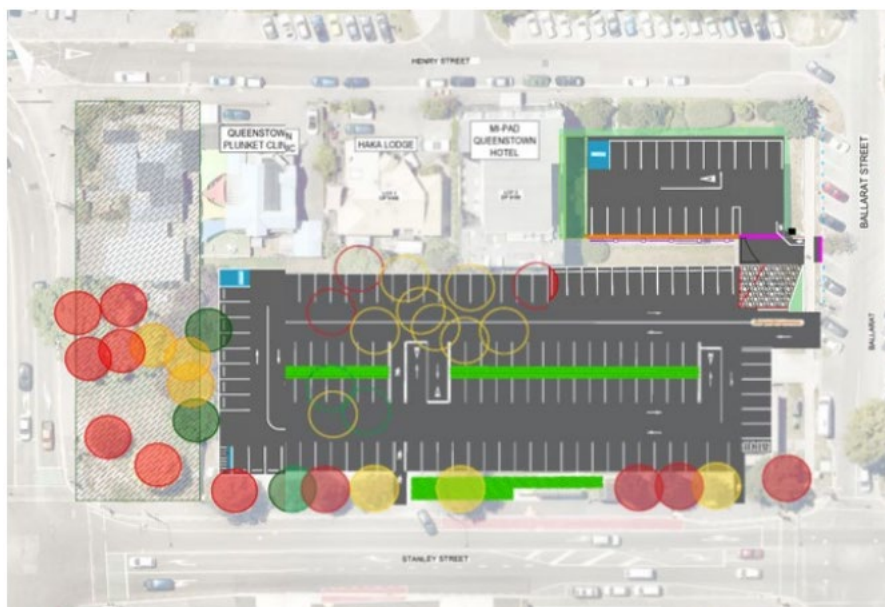 HENRY STREET
QUEENSTOWN
PLUNKET CLINIC
HAKA LODGE
MI-PAD
QUEENSTOWN
HOTEL
BALLARAT STREET
BALLARAT
STANLEY STREET